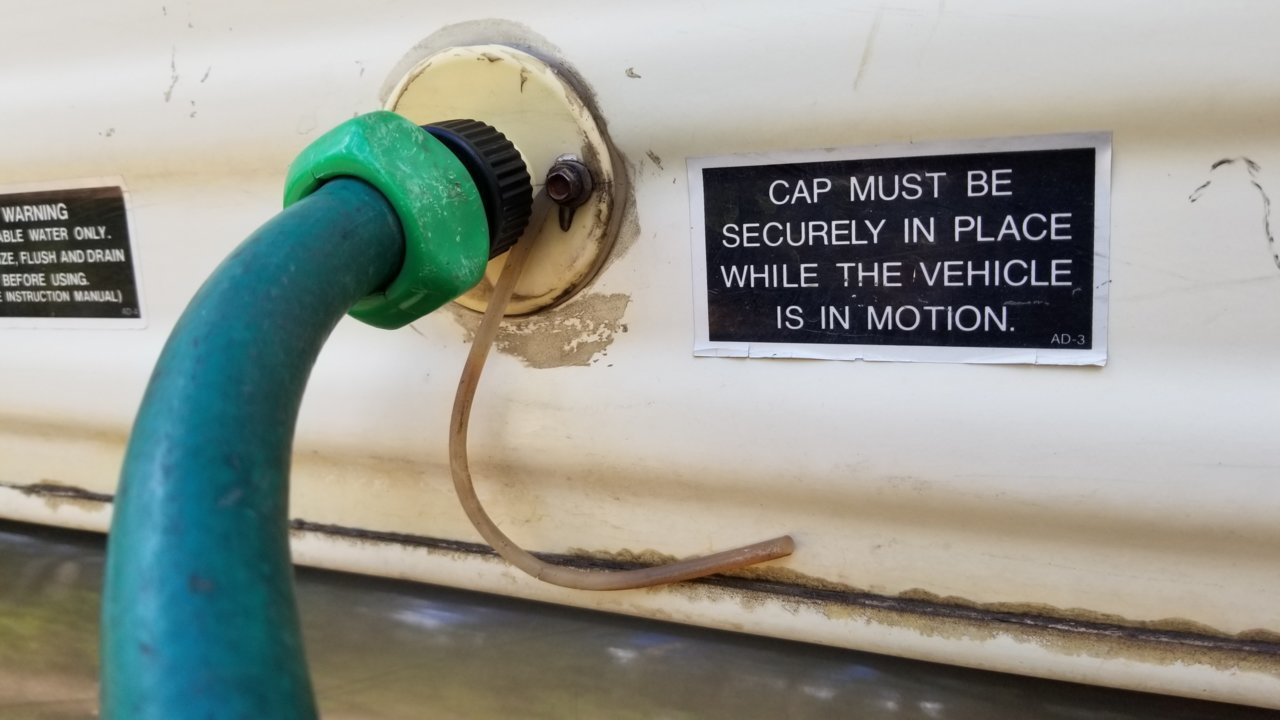 WARNING
ABLE WATER ONLY.
ZE, FLUSH AND DRAIN
BEFORE USING.
E INSTRUCTION MANUAL)
CAP MUST BE
SECURELY IN PLACE
WHILE THE VEHICLE
IS IN MOTION.
AD-3